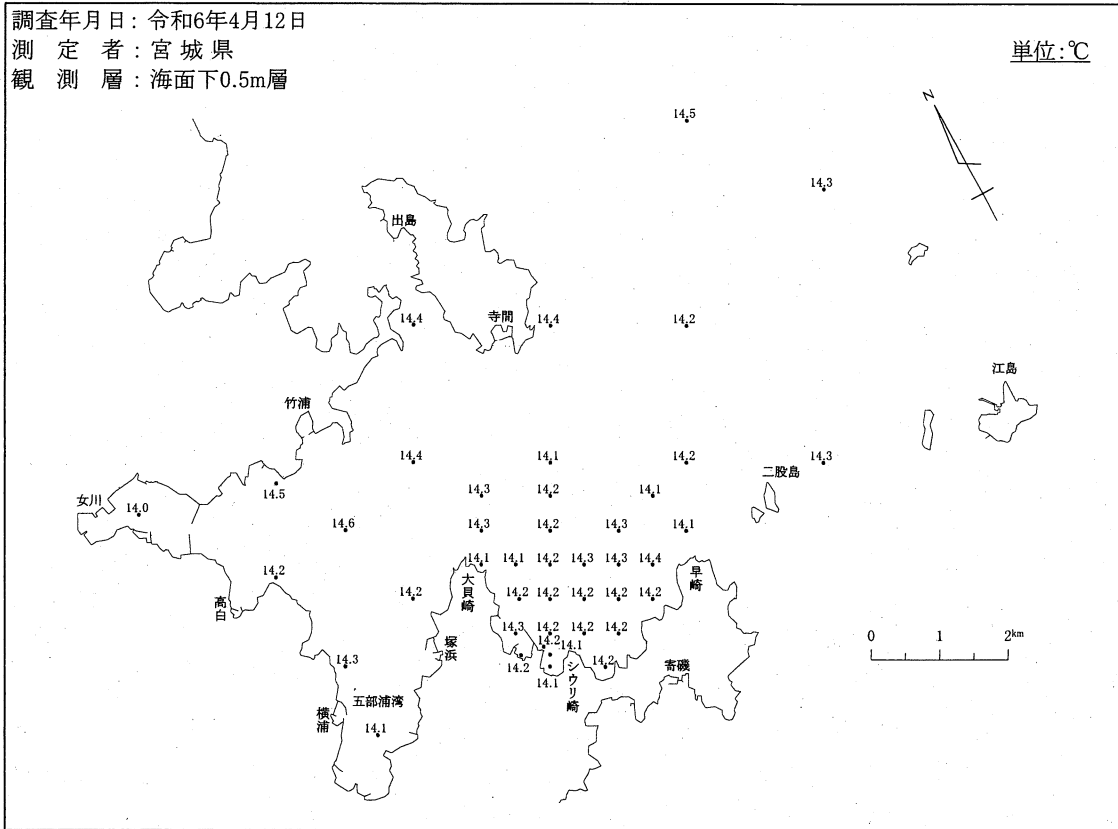 調査年月日：令和6年4月12日
測定者：宮城県
観測層：海面下0.5m層
単位:℃
N
14.5
14.3
出島
寺間
14.4
14.4
14.2
江島
竹浦
14.4
14.1
14.2
14.3
二股島
女川
14.0
14.5
14.3
14.2
14.1
14.6
14.3
14.2
14.3
14.1
14.1
14.1
14.2
14.3
14.3
14.4
大貝崎
早崎
14.2
高白
14.2
14.2
14.2
14.2
14.2
14.2
塚浜
14.3
14.2
14.2
14.2
14.2
14.1
14.2
14.1
14.2
シウリ崎
寄磯
14.3
五部浦湾
横浦
14.1
0 1 2km